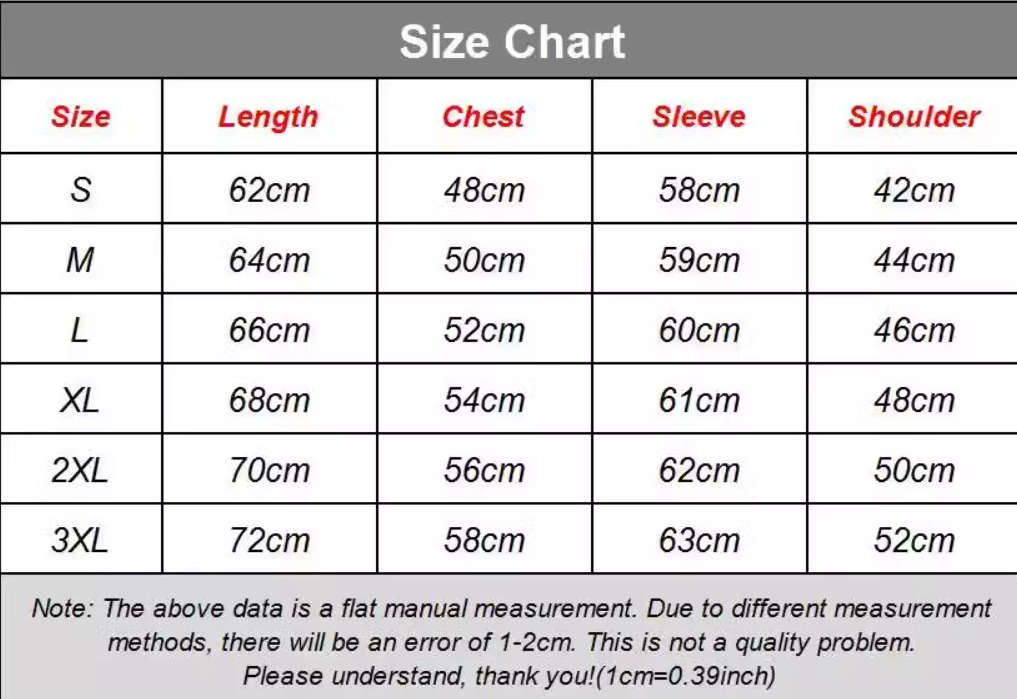 Size Chart
Size Length Chest Sleeve Shoulder
S 62cm 48cm 58cm 42cm
M 64cm 50cm 59cm 44cm
L 66cm 52cm 60cm 46cm
XL 68cm 54cm 61cm 48cm
2XL 70cm 56cm 62cm 50cm
3XL 72cm 58cm 63cm 52cm
Note: The above data is a flat manual measurement. Due to different measurement
methods, there will be an error of 1-2cm. This is not a quality problem.
Please understand, thank you!(1cm=0.39inch)